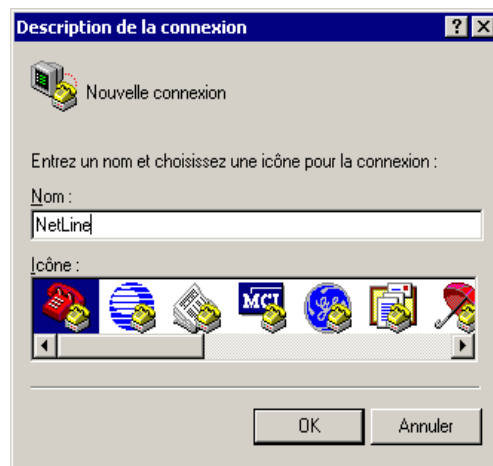 Description de la connexion
Nouvelle connexion
Entrez un nom et choisissez une icône pour la connexion :
Nom :
NetLine
Icône :
MCI
OK
Annuler